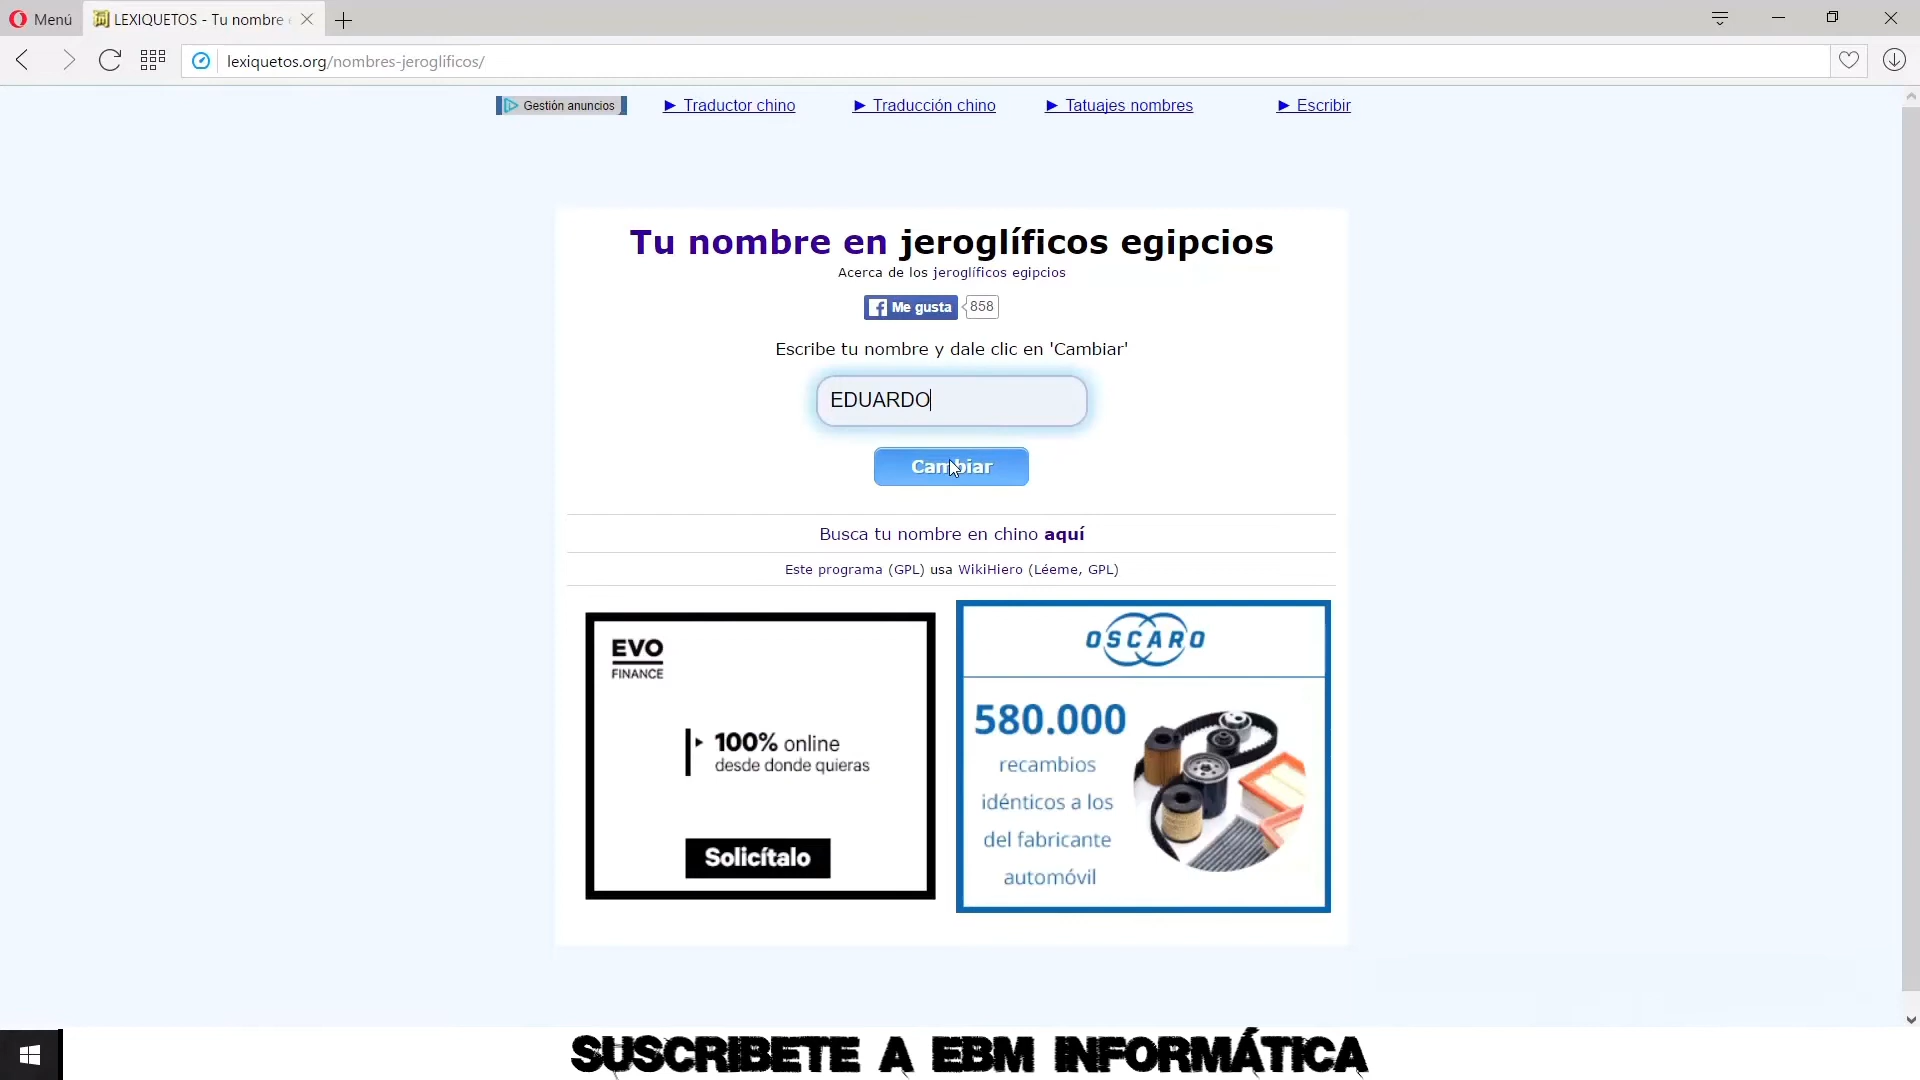 Menú
LEXIQUETOS - Tu nombre
lexiquetos.org/nombres-jeroglificos/
Gestión anuncios
► Traductor chino
► Traducción chino
► Tatuajes nombres
► Escribir
Tu nombre en jeroglíficos egipcios
Acerca de los jeroglíficos egipcios
Me gusta
858
Escribe tu nombre y dale clic en 'Cambiar'
EDUARDO
Cambiar
Busca tu nombre en chino aquí
Este programa (GPL) usa WikiHiero (Léeme, GPL)
EVO
FINANCE
100% online
desde donde quieras
Solicítalo
OSCARO
580.000
recambios
idénticos a los
del fabricante
automóvil
SUSCRIBETE A EBM INFORMÁTICA